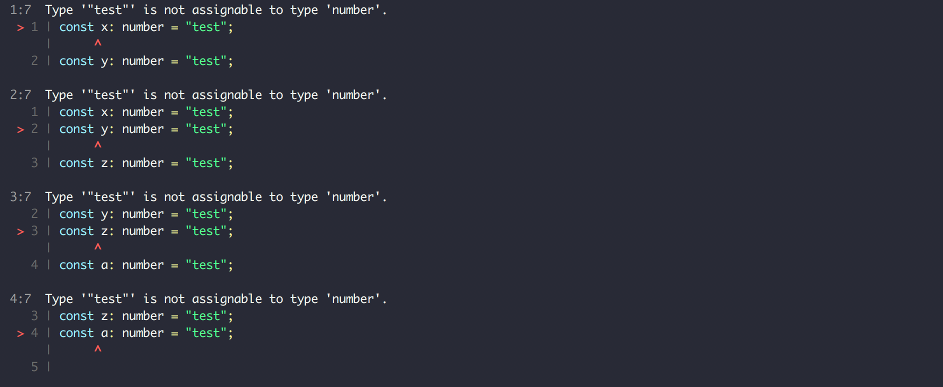 1:7  Type '"test"' is not assignable to type 'number'.
 > 1 | const x: number = "test";
     |       ^
   2 | const y: number = "test";

2:7  Type '"test"' is not assignable to type 'number'.
   1 | const x: number = "test";
 > 2 | const y: number = "test";
     |       ^
   3 | const z: number = "test";

3:7  Type '"test"' is not assignable to type 'number'.
   2 | const y: number = "test";
 > 3 | const z: number = "test";
     |       ^
   4 | const a: number = "test";

4:7  Type '"test"' is not assignable to type 'number'.
   3 | const z: number = "test";
 > 4 | const a: number = "test";
     |       ^
   5 |